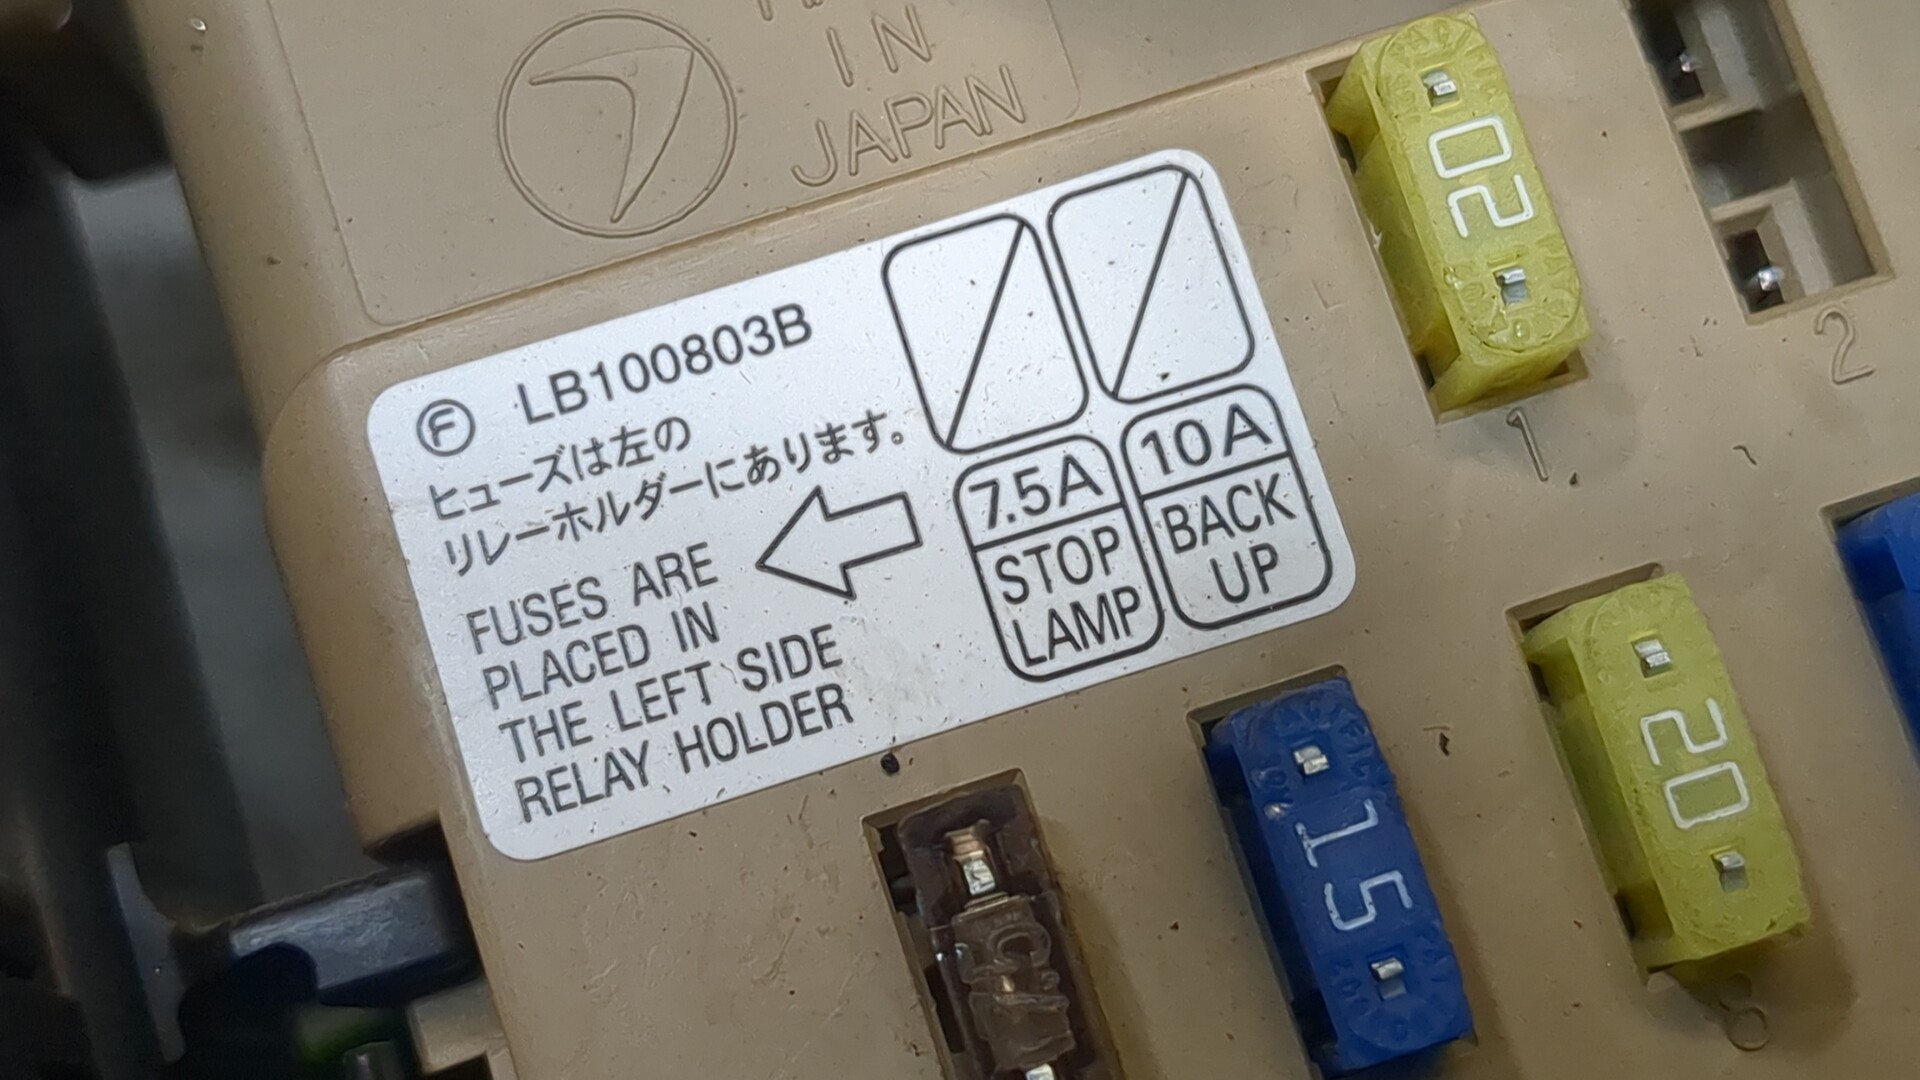 IN
JAPAN
F LB100803B
ヒューズは左の
リレーホルダーにあります。
FUSES ARE
PLACED IN
THE LEFT SIDE
RELAY HOLDER
7.5A
STOP
LAMP
10A
BACK
UP
20
1
2
15
20
8